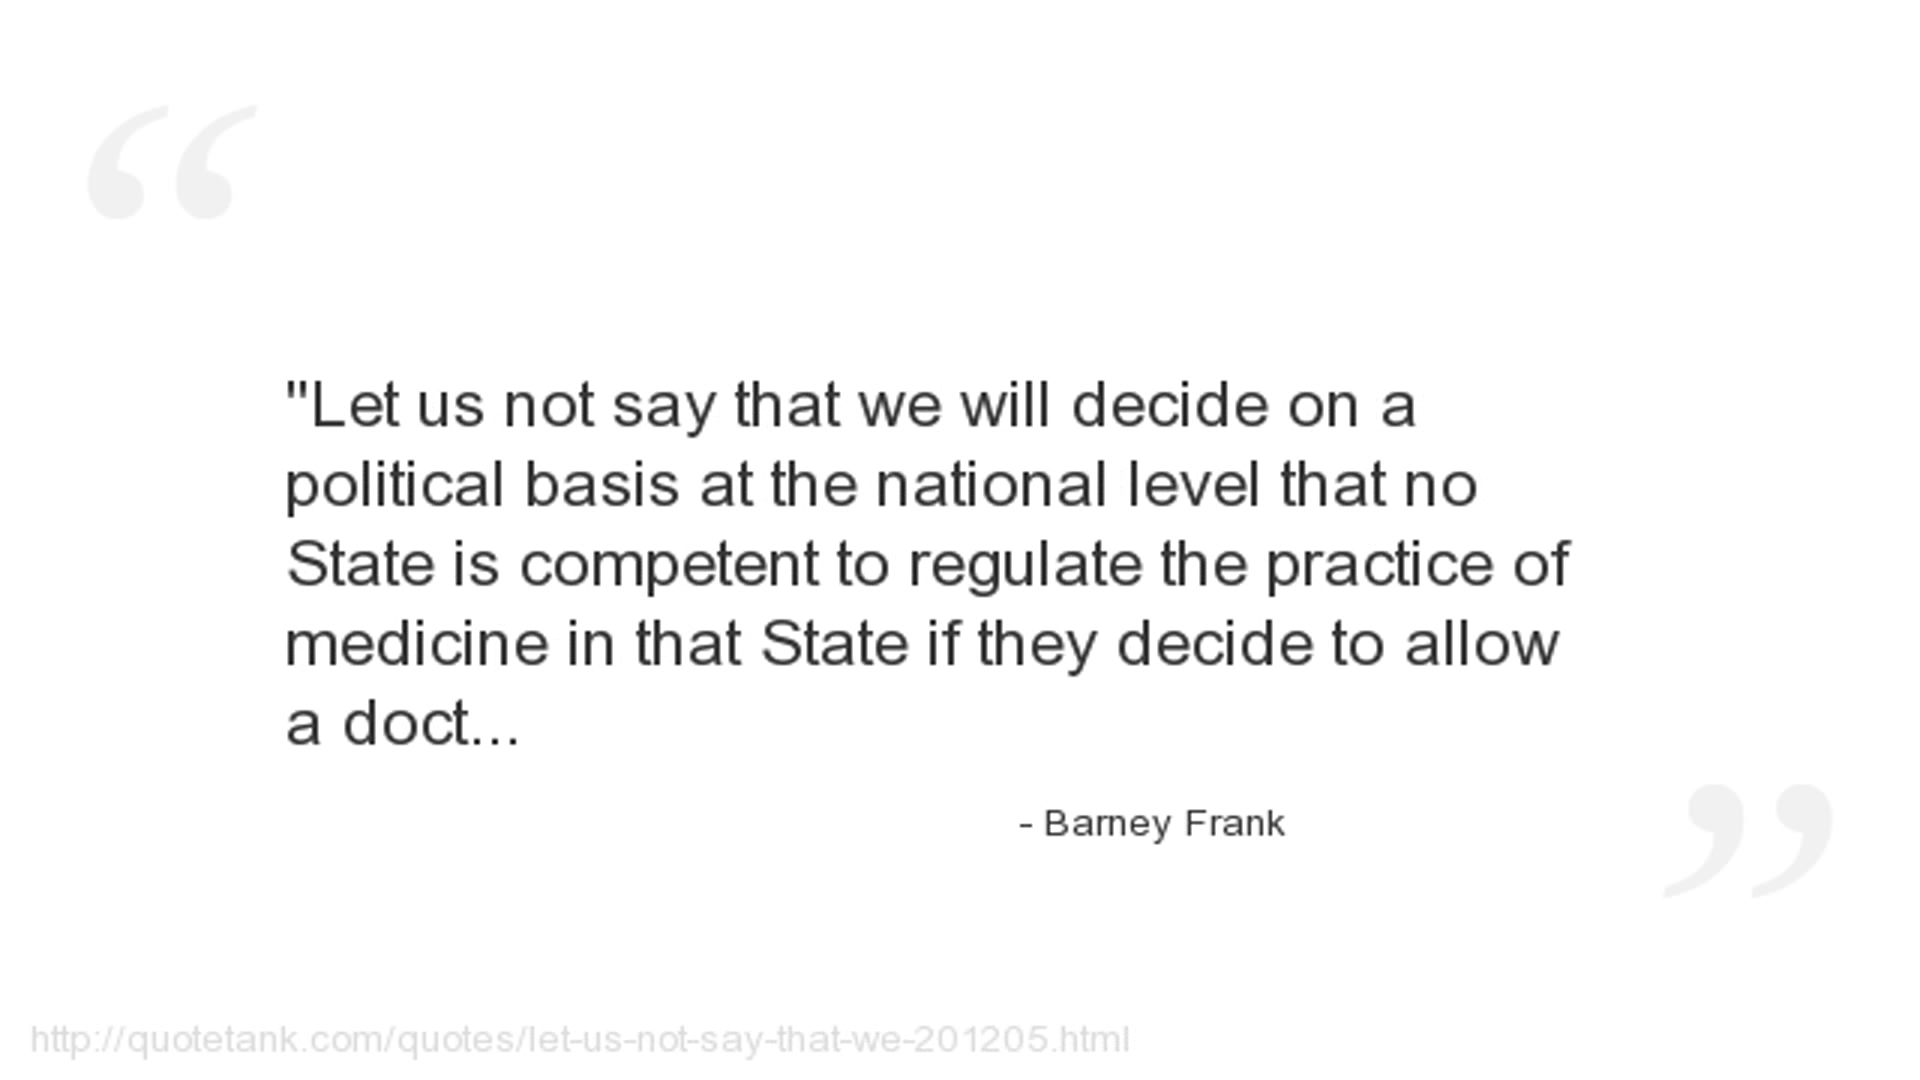 "Let us not say that we will decide on a
political basis at the national level that no
State is competent to regulate the practice of
medicine in that State if they decide to allow
a doct...
- Barney Frank
http://quotetank.com/quotes/let-us-not-say-that-we-201205.html